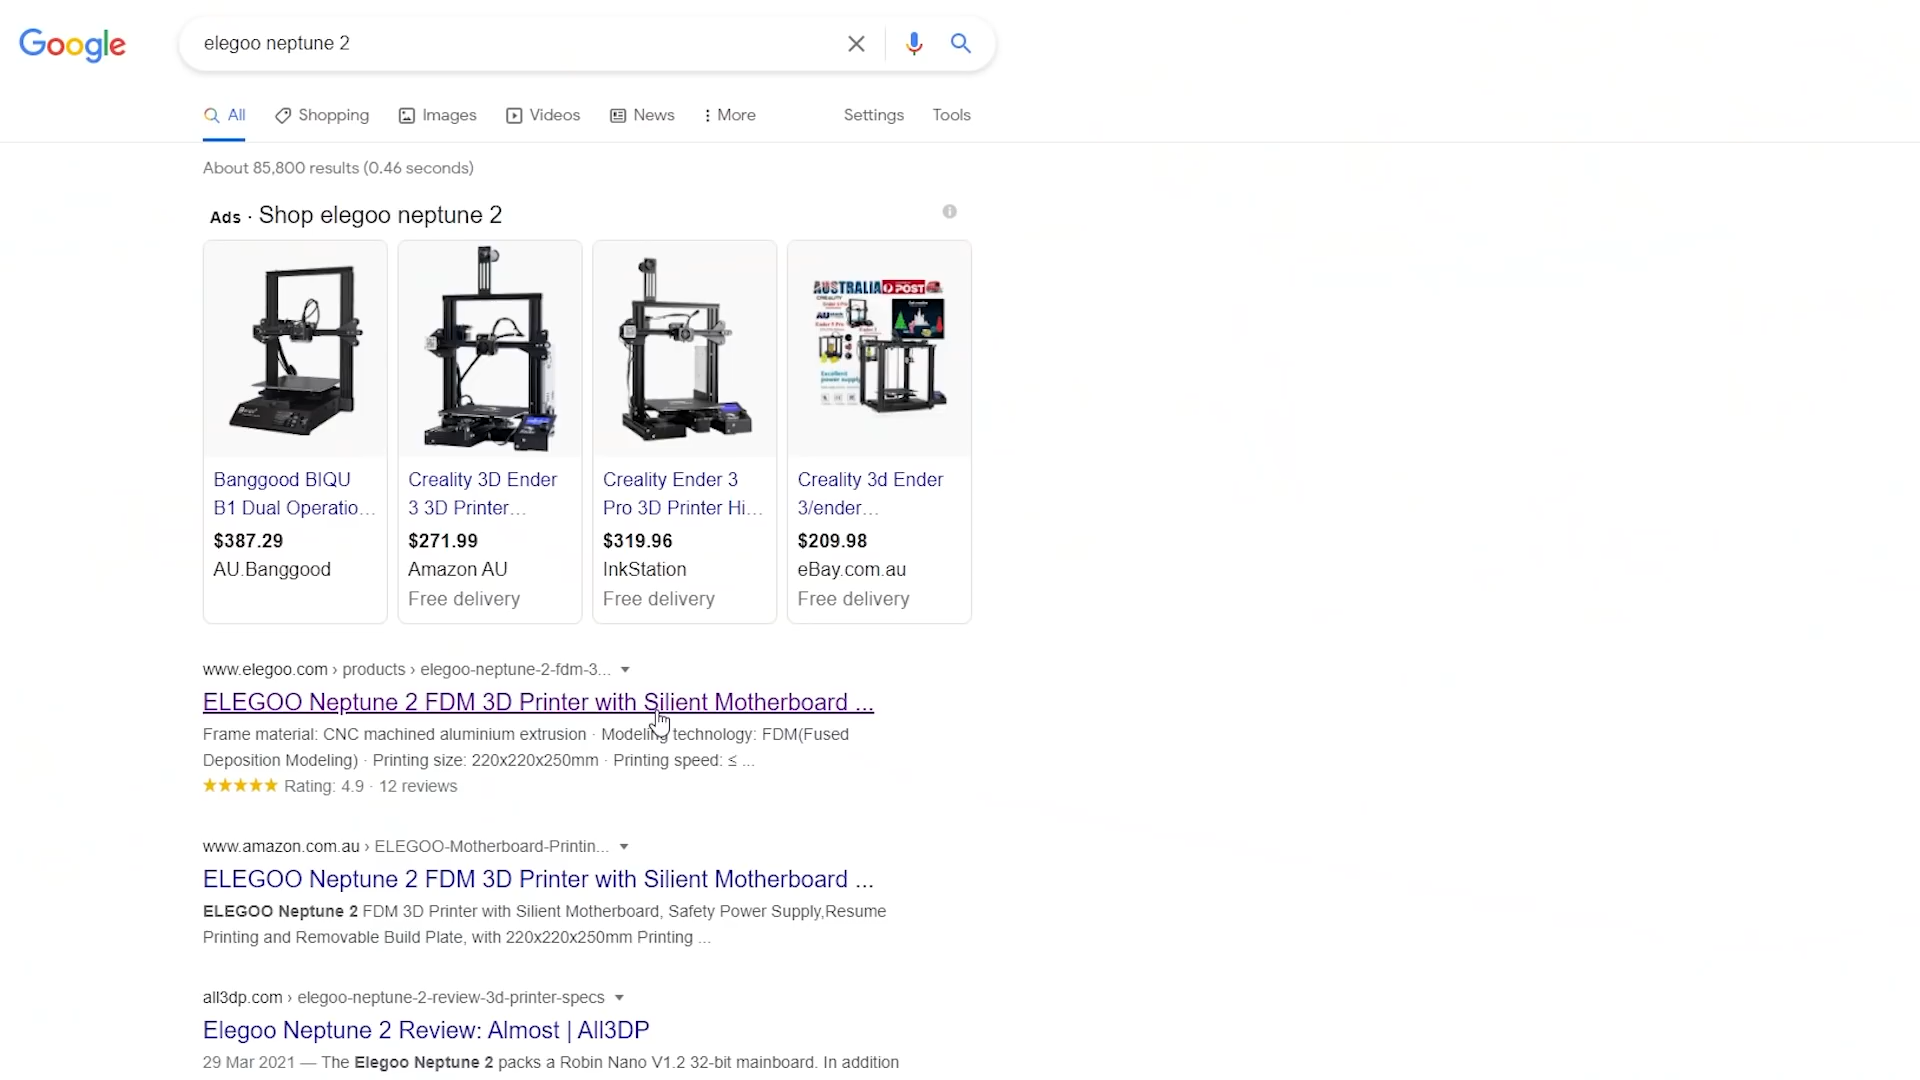 Google
elegoo neptune 2
All
Shopping
Images
Videos
News
More
Settings
Tools
About 85,800 results (0.46 seconds)
Ads · Shop elegoo neptune 2
AUSTRALIA POST
Banggood BIQU
B1 Dual Operatio...
$387.29
AU.Banggood
Creality 3D Ender
3 3D Printer...
$271.99
Amazon AU
Free delivery
Creality Ender 3
Pro 3D Printer Hi...
$319.96
InkStation
Free delivery
Creality 3d Ender
3/ender...
$209.98
eBay.com.au
Free delivery
www.elegoo.com › products › elegoo-neptune-2-fdm-3...
ELEGOO Neptune 2 FDM 3D Printer with Silient Motherboard ...
Frame material: CNC machined aluminium extrusion · Modeling technology: FDM(Fused
Deposition Modeling) · Printing size: 220x220x250mm · Printing speed: ≤ ...
Rating: 4.9 · 12 reviews
www.amazon.com.au › ELEGOO-Motherboard-Printin...
ELEGOO Neptune 2 FDM 3D Printer with Silient Motherboard ...
ELEGOO Neptune 2 FDM 3D Printer with Silient Motherboard, Safety Power Supply,Resume
Printing and Removable Build Plate, with 220x220x250mm Printing ...
all3dp.com › elegoo-neptune-2-review-3d-printer-specs
Elegoo Neptune 2 Review: Almost | All3DP
29 Mar 2021 — The Elegoo Neptune 2 packs a Robin Nano V1.2 32-bit mainboard. In addition